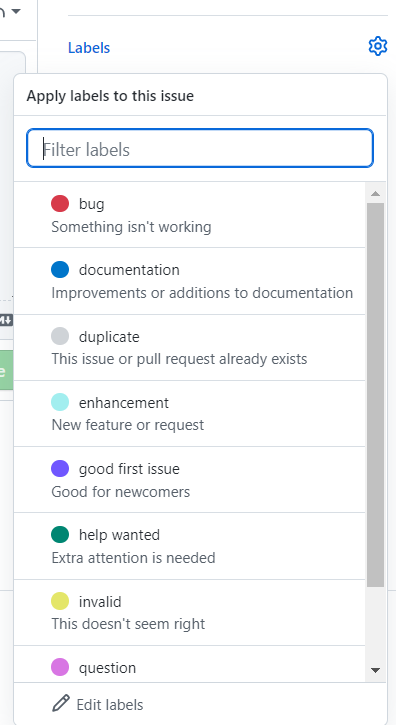 Labels
Apply labels to this issue
Filter labels
bug
Something isn't working
documentation
Improvements or additions to documentation
duplicate
This issue or pull request already exists
enhancement
New feature or request
good first issue
Good for newcomers
help wanted
Extra attention is needed
invalid
This doesn't seem right
question
Edit labels